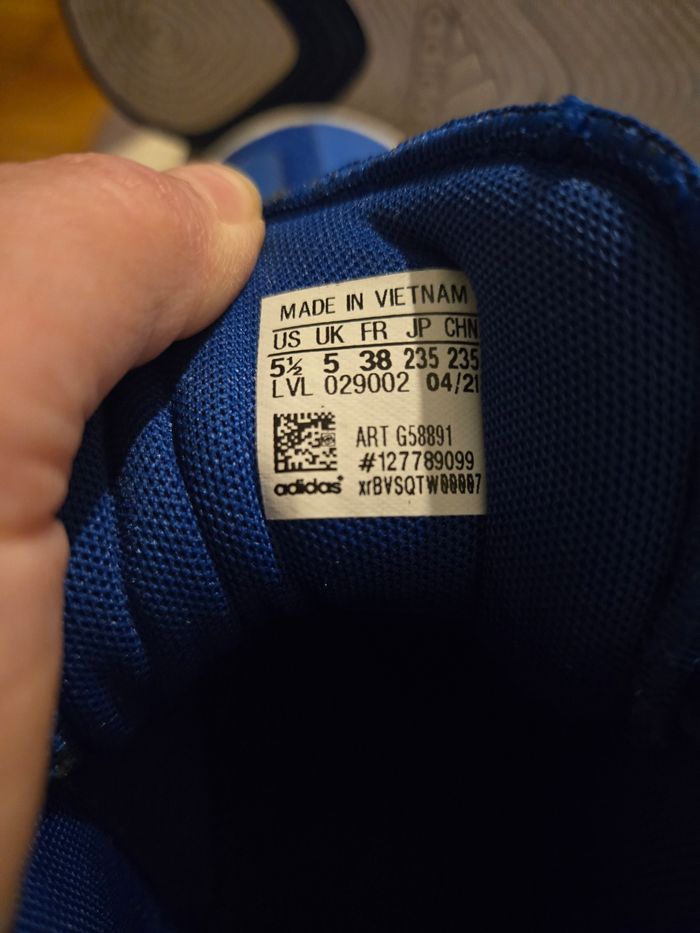 MADE IN VIETNAM
US UK FR JP CHN
5½ 5 38 235 235
LVL 029002 04/21
ART G58891
#127789099
adidas xrBVSQTW00007